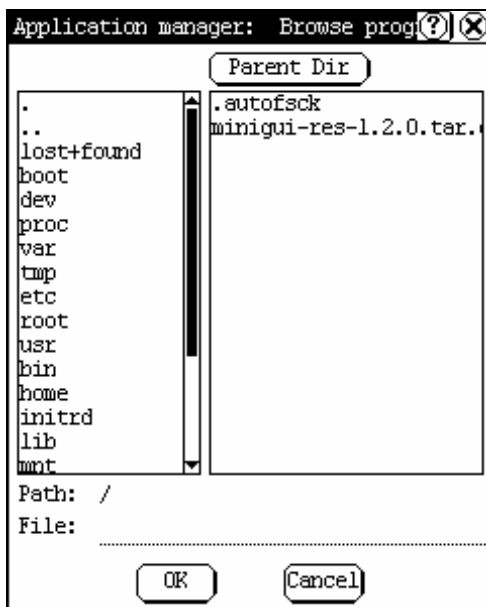 Application manager: Browse prog ?
Parent Dir
.
..
lost+found
boot
dev
proc
var
tmp
etc
root
usr
bin
home
initrd
lib
mnt
.autofsck
minigui-res-1.2.0.tar.
Path: /
File:
OK
Cancel